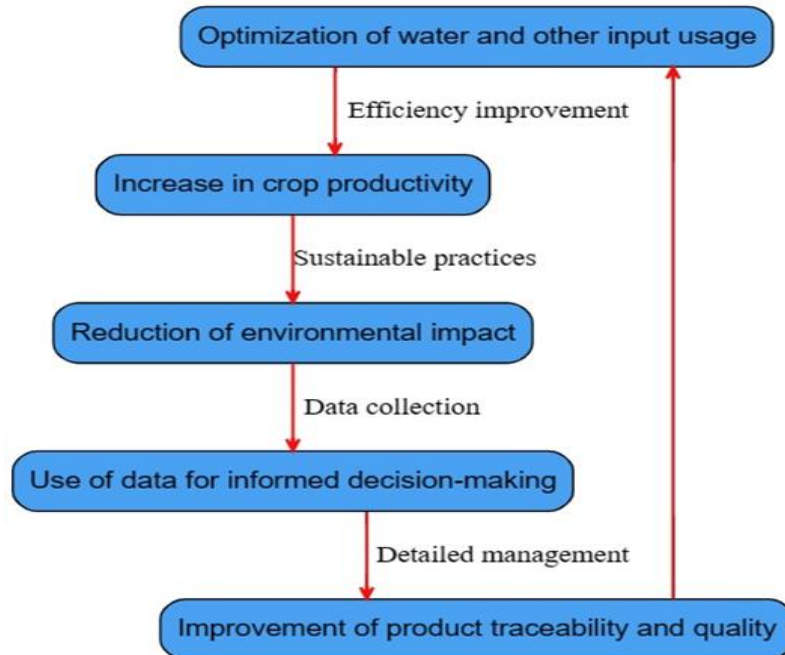 Optimization of water and other input usage
Efficiency improvement
Increase in crop productivity
Sustainable practices
Reduction of environmental impact
Data collection
Use of data for informed decision-making
Detailed management
Improvement of product traceability and quality